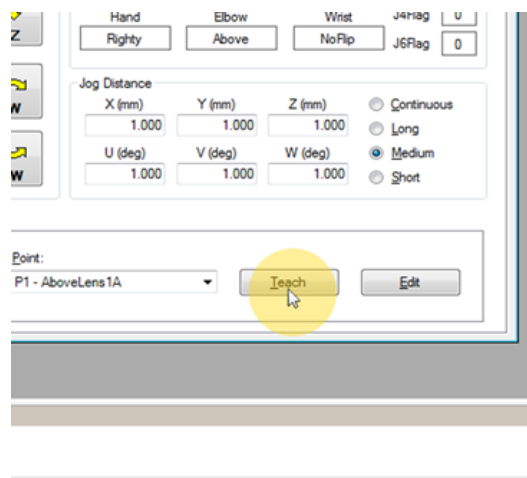 Hand Elbow Wrist J4Flag 0
Z Righty Above NoFlip J6Flag 0
Jog Distance
X (mm) Y (mm) Z (mm) Continuous
W 1.000 1.000 1.000 Long
U (deg) V (deg) W (deg) Medium
W 1.000 1.000 1.000 Short
Point:
P1 - AboveLens1A Teach Edit